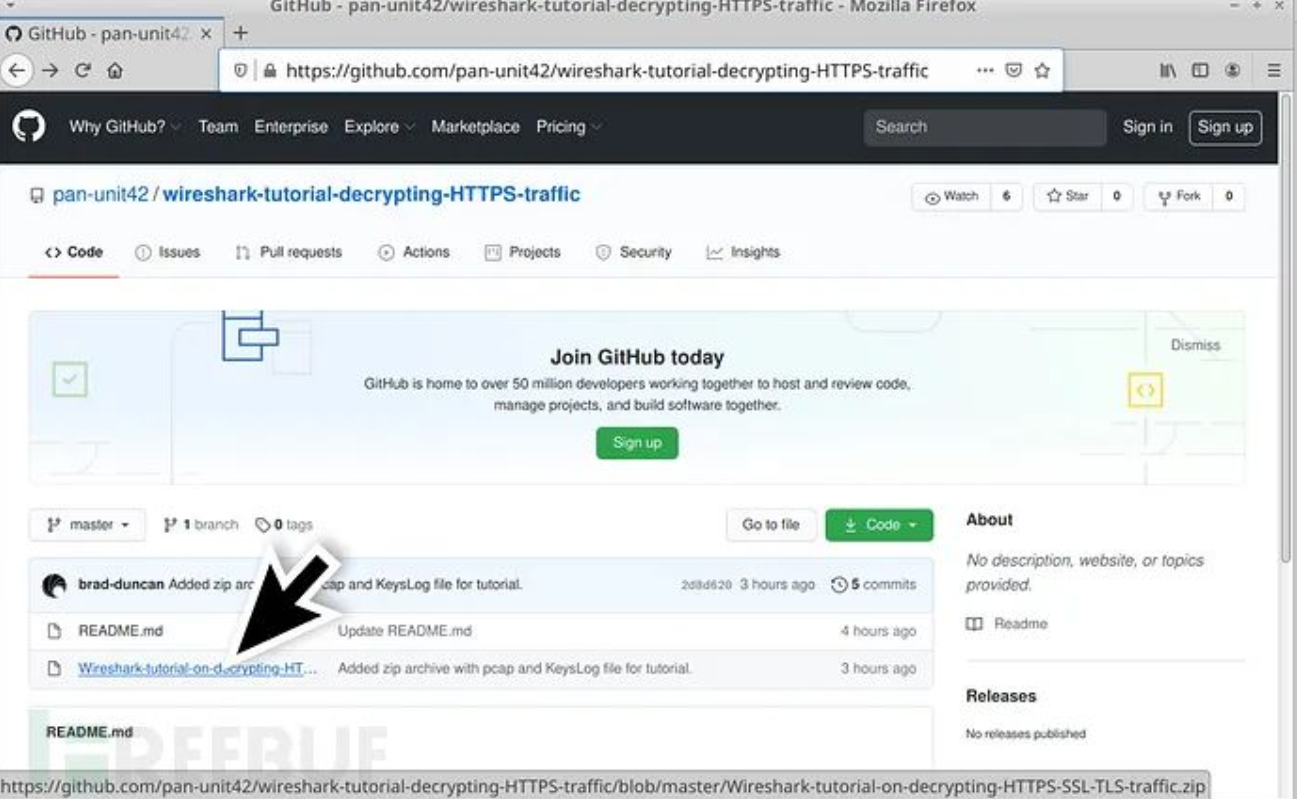 GitHub - pan-unit42/wireshark-tutorial-decrypting-HTTPS-traffic - Mozilla Firefox
GitHub - pan-unit42
https://github.com/pan-unit42/wireshark-tutorial-decrypting-HTTPS-traffic
Why GitHub? Team Enterprise Explore Marketplace Pricing Search Sign in Sign up
pan-unit42 / wireshark-tutorial-decrypting-HTTPS-traffic Watch 6 Star 0 Fork 0
Code Issues Pull requests Actions Projects Security Insights
Join GitHub today
Dismiss
GitHub is home to over 50 million developers working together to host and review code,
manage projects, and build software together.
Sign up
master 1 branch 0 tags Go to file Code
About
No description, website, or topics
provided.
Readme
brad-duncan Added zip cap and KeysLog file for tutorial. 2d8d620 3 hours ago 5 commits
README.md Update README.md 4 hours ago
Wireshark-tutorial-on-decrypting-HT... Added zip archive with pcap and KeysLog file for tutorial. 3 hours ago
Releases
No releases published
README.md
FREEBUF
https://github.com/pan-unit42/wireshark-tutorial-decrypting-HTTPS-traffic/blob/master/Wireshark-tutorial-on-decrypting-HTTPS-SSL-TLS-traffic.zip